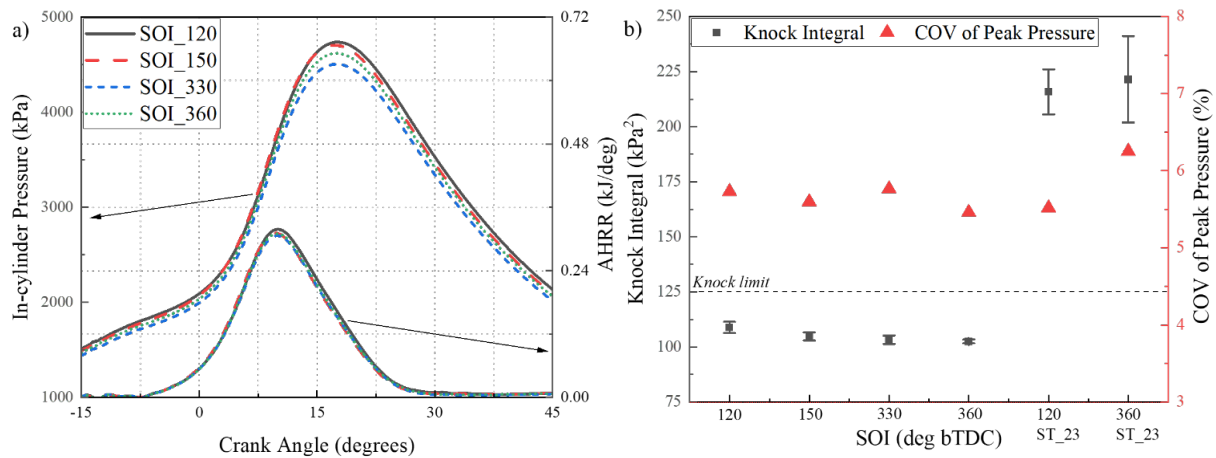 a)
SOI_120
SOI_150
SOI_330
SOI_360
5000
4000
3000
2000
1000
In-cylinder Pressure (kPa)
-15
0
15
30
45
Crank Angle (degrees)
0.72
0.48
0.24
0.00
AHRR (kJ/deg)
b)
Knock Integral
COV of Peak Pressure
250
225
200
175
150
125
100
75
Knock Integral (kPa²)
Knock limit
120
150
330
360
120
ST_23
360
ST_23
SOI (deg bTDC)
8
7
6
5
4
3
COV of Peak Pressure (%)